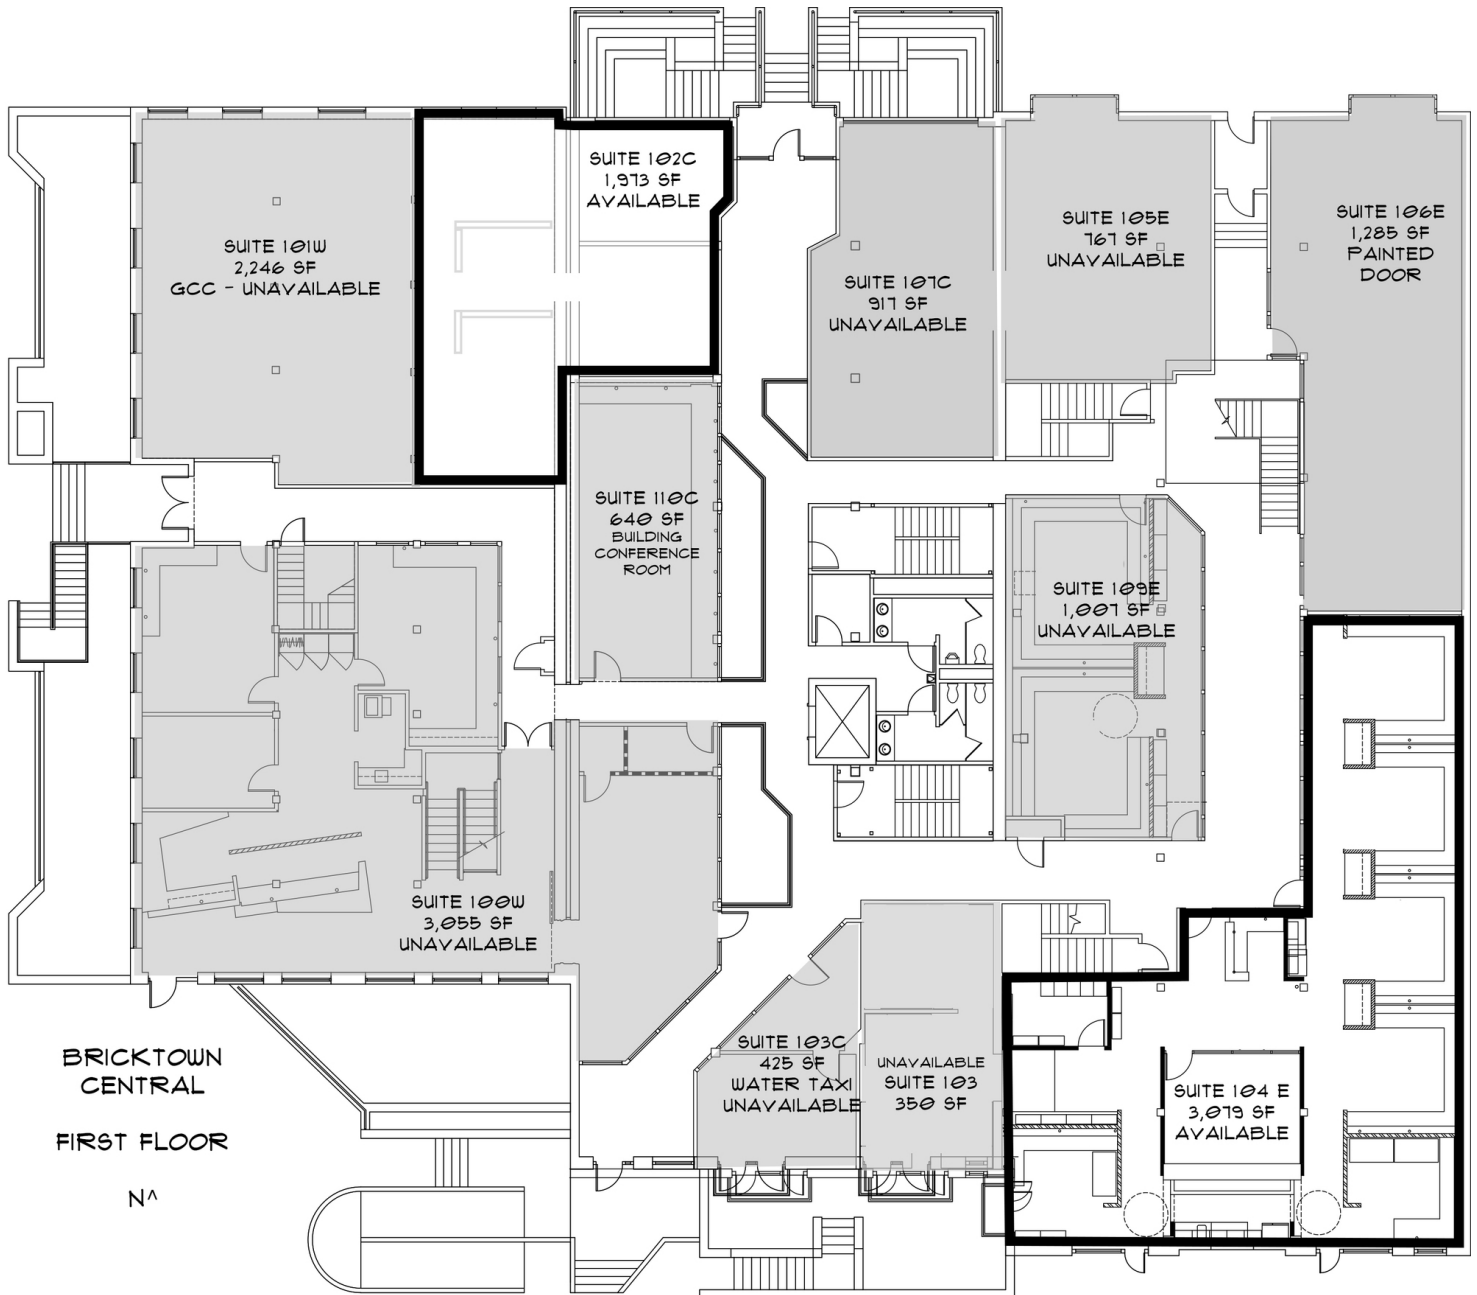 SUITE 102C
1,973 SF
AVAILABLE
SUITE 101W
2,246 SF
GCC - UNAVAILABLE
SUITE 107C
917 SF
UNAVAILABLE
SUITE 105E
767 SF
UNAVAILABLE
SUITE 106E
1,285 SF
PAINTED
DOOR
SUITE 110C
640 SF
BUILDING
CONFERENCE
ROOM
SUITE 109E
1,007 SF
UNAVAILABLE
SUITE 100W
3,055 SF
UNAVAILABLE
SUITE 103C
425 SF
WATER TAXI
UNAVAILABLE
UNAVAILABLE
SUITE 103
350 SF
SUITE 104 E
3,079 SF
AVAILABLE
BRICKTOWN
CENTRAL
FIRST FLOOR
N^